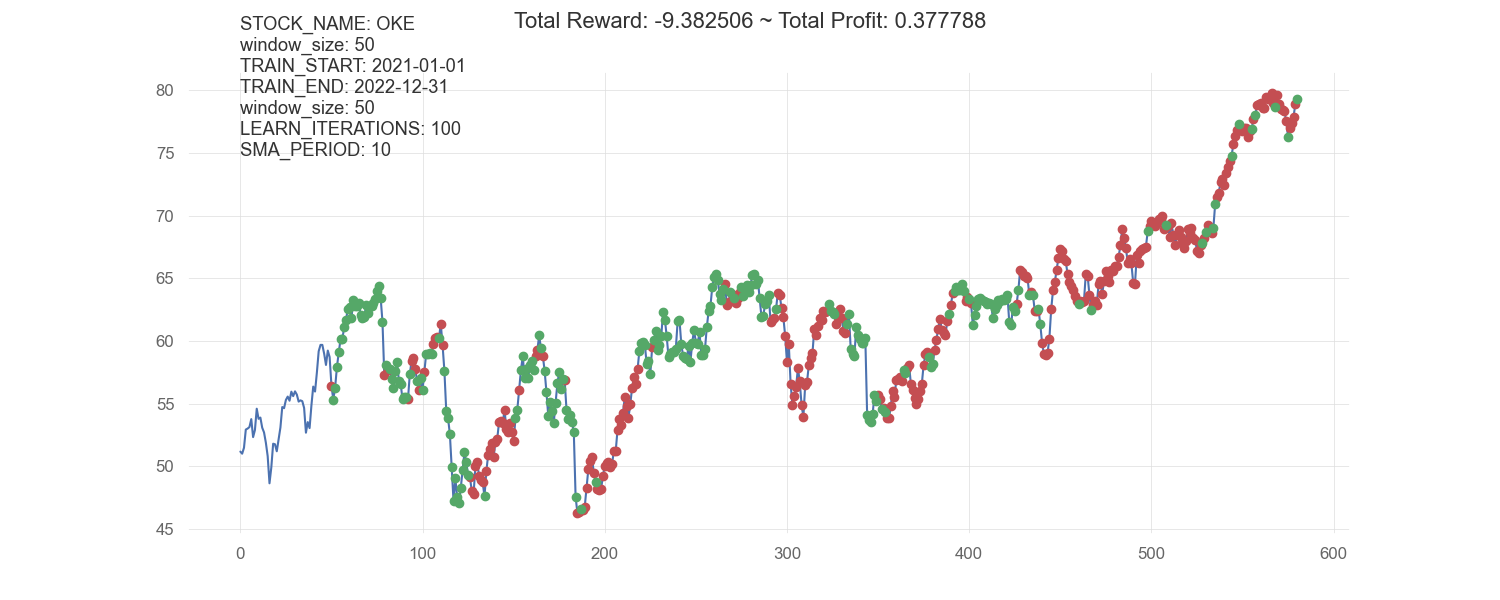 Total Reward: -9.382506 ~ Total Profit: 0.377788
STOCK_NAME: OKE
window_size: 50
TRAIN_START: 2021-01-01
TRAIN_END: 2022-12-31
window_size: 50
LEARN_ITERATIONS: 100
SMA_PERIOD: 10
80
75
70
65
60
55
50
45
0 100 200 300 400 500 600